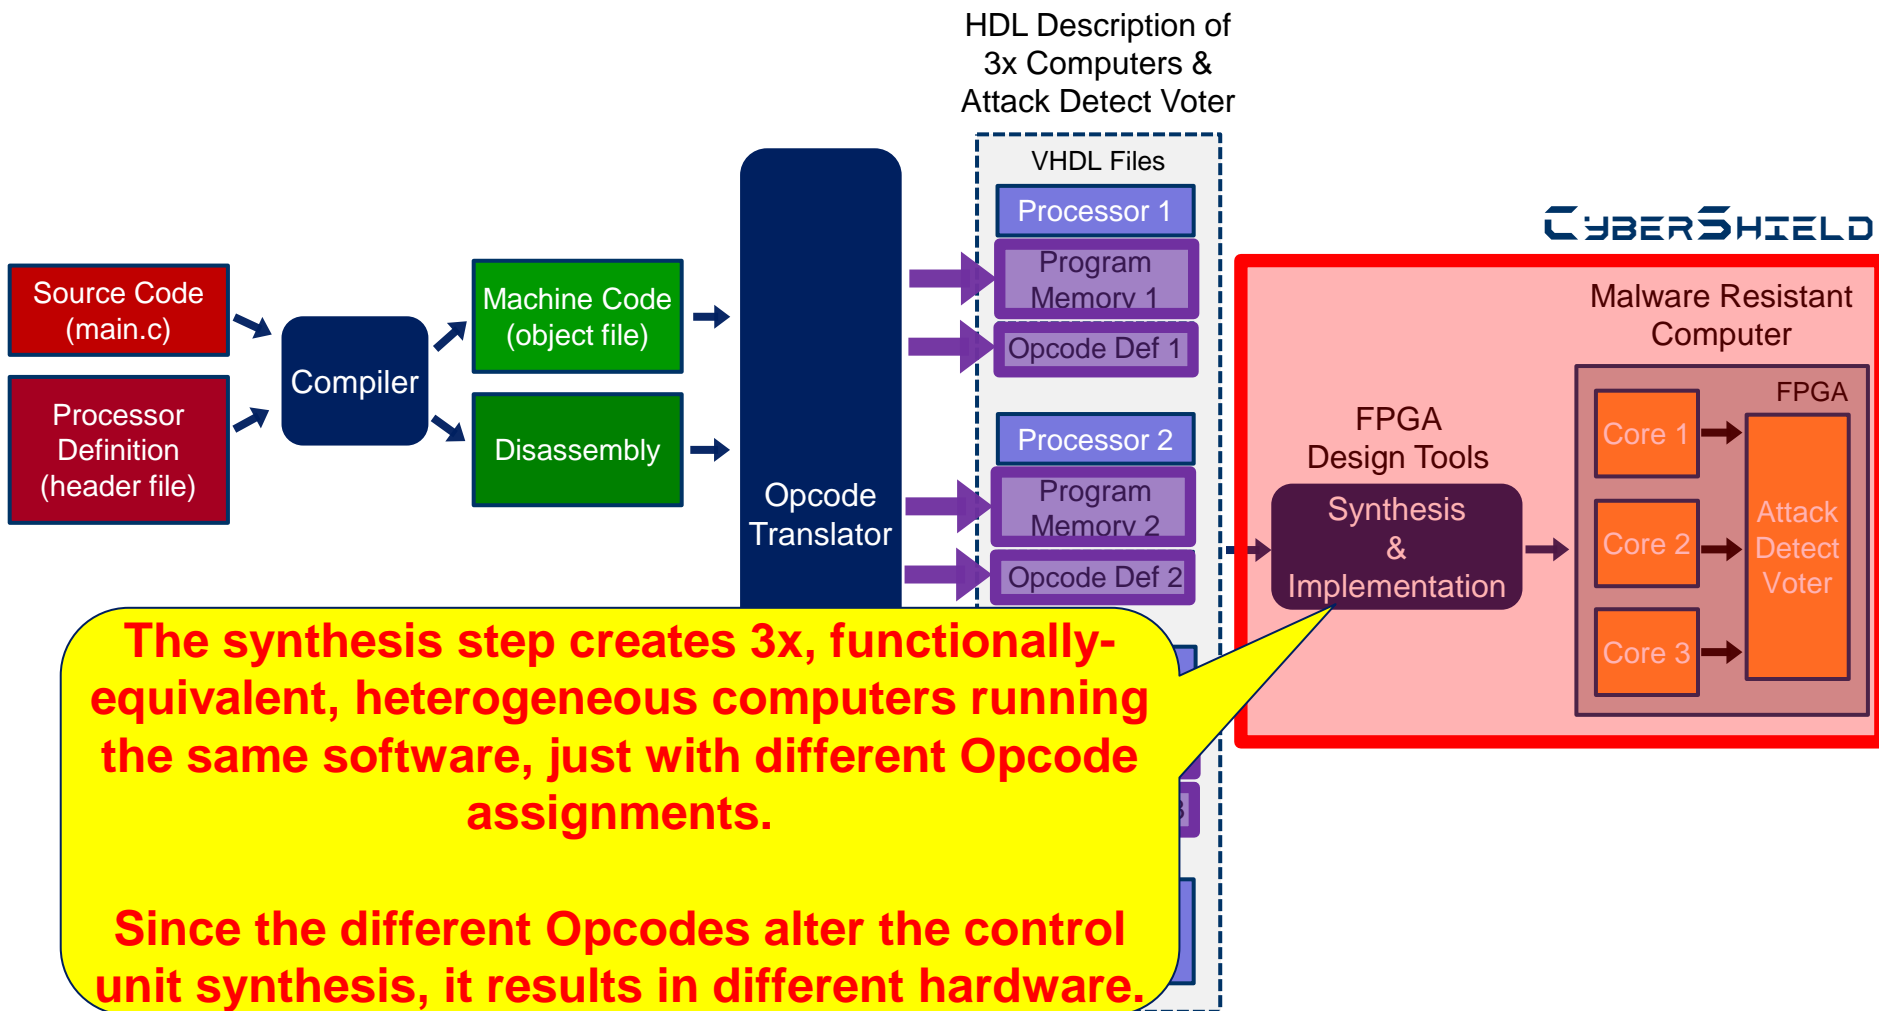 HDL Description of
3x Computers &
Attack Detect Voter
VHDL Files
Processor 1
Program
Memory 1
Opcode Def 1
Processor 2
Program
Memory 2
Opcode Def 2
3
Source Code
(main.c)
Processor
Definition
(header file)
Compiler
Machine Code
(object file)
Disassembly
Opcode
Translator
CYBERSHIELD
Malware Resistant
Computer
FPGA
FPGA
Design Tools
Synthesis
&
Implementation
Core 1
Core 2
Core 3
Attack
Detect
Voter
The synthesis step creates 3x, functionally-
equivalent, heterogeneous computers running
the same software, just with different Opcode
assignments.
Since the different Opcodes alter the control
unit synthesis, it results in different hardware.